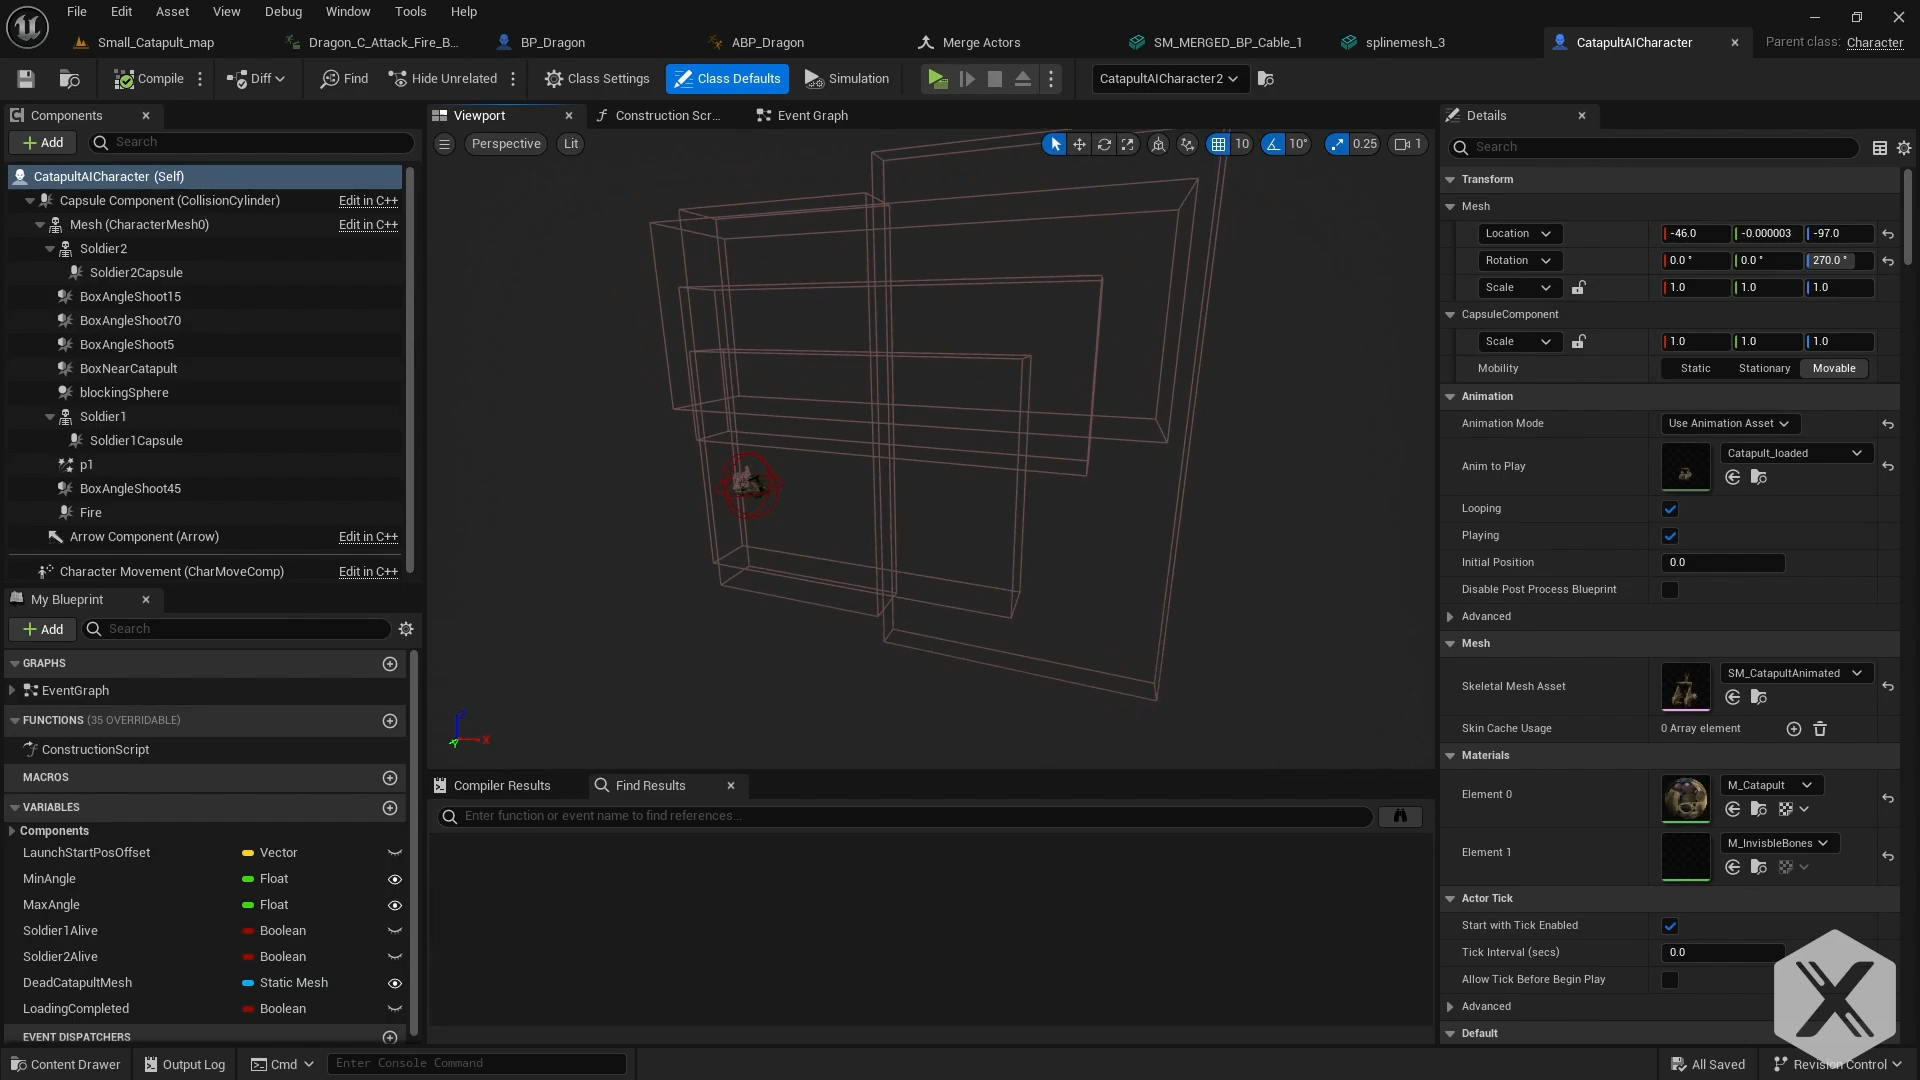 File Edit Asset View Debug Window Tools Help
Small_Catapult_map Dragon_C_Attack_Fire_B... BP_Dragon ABP_Dragon Merge Actors SM_MERGED_BP_Cable_1 splinemesh_3 CatapultAICharacter Parent class: Character
Compile Diff Find Hide Unrelated Class Settings Class Defaults Simulation CatapultAICharacter2
Components
Add Search
CatapultAICharacter (Self)
Capsule Component (CollisionCylinder) Edit in C++
Mesh (CharacterMesh0) Edit in C++
Soldier2
Soldier2Capsule
BoxAngleShoot15
BoxAngleShoot70
BoxAngleShoot5
BoxNearCatapult
blockingSphere
Soldier1
Soldier1Capsule
p1
BoxAngleShoot45
Fire
Arrow Component (Arrow) Edit in C++
Character Movement (CharMoveComp) Edit in C++
My Blueprint
Add Search
GRAPHS
EventGraph
FUNCTIONS (35 OVERRIDABLE)
ConstructionScript
MACROS
VARIABLES
Components
LaunchStartPosOffset Vector
MinAngle Float
MaxAngle Float
Soldier1Alive Boolean
Soldier2Alive Boolean
DeadCatapultMesh Static Mesh
LoadingCompleted Boolean
EVENT DISPATCHERS
Viewport Construction Scr... Event Graph
Perspective Lit 10 10° 0.25 1
Z X Y
Compiler Results Find Results
Enter function or event name to find references...
Details
Search
Transform
Mesh
Location -46.0 -0.000003 -97.0
Rotation 0.0 ° 0.0 ° 270.0 °
Scale 1.0 1.0 1.0
CapsuleComponent
Scale 1.0 1.0 1.0
Mobility Static Stationary Movable
Animation
Animation Mode Use Animation Asset
Anim to Play Catapult_loaded
Looping
Playing
Initial Position 0.0
Disable Post Process Blueprint
Advanced
Mesh
Skeletal Mesh Asset SM_CatapultAnimated
Skin Cache Usage 0 Array element
Materials
Element 0 M_Catapult
Element 1 M_InvisbleBones
Actor Tick
Start with Tick Enabled
Tick Interval (secs) 0.0
Allow Tick Before Begin Play
Advanced
Default
Content Drawer Output Log Cmd Enter Console Command All Saved Revision Control